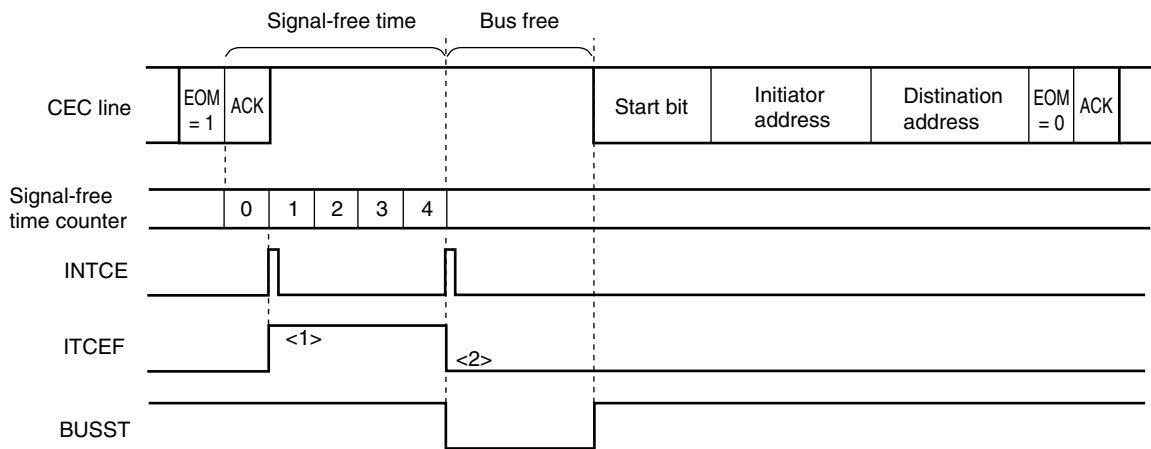 Signal-free time
Bus free
CEC line
EOM
= 1
ACK
Start bit
Initiator
address
Distination
address
EOM
= 0
ACK
Signal-free
time counter
0
1
2
3
4
INTCE
ITCEF
<1>
<2>
BUSST